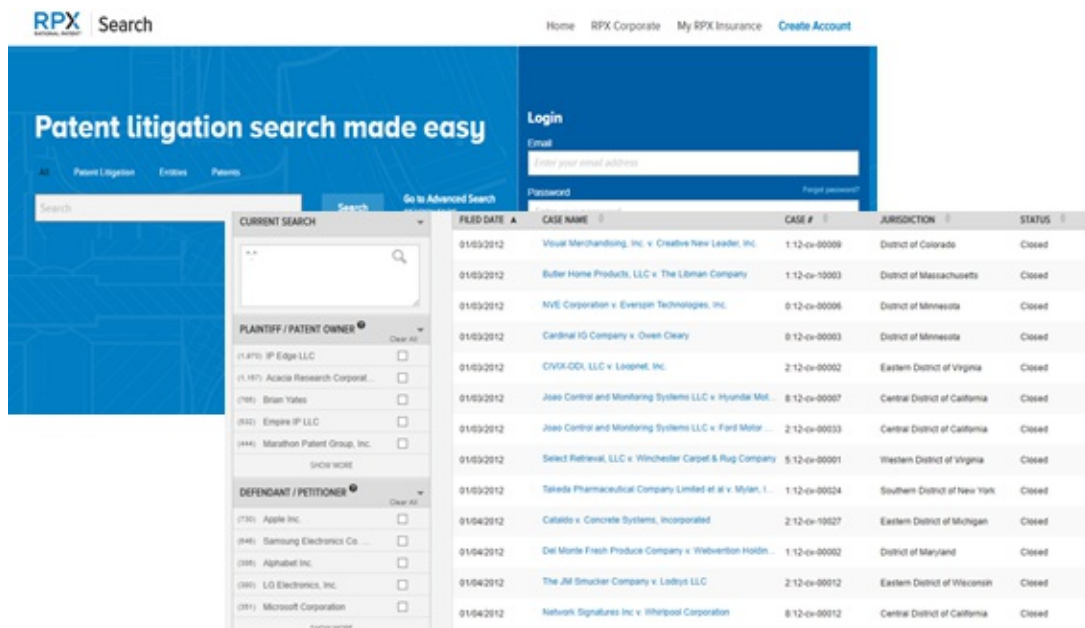 RPX Search
Home RPX Corporate My RPX Insurance Create Account
Patent litigation search made easy
All Patent Litigation Entities Patents
Search
Search
Go to Advanced Search
Login
Email
Enter your email address
Password
Forgot password?
CURRENT SEARCH
PLAINTIFF / PATENT OWNER
Clear All
IP Edge LLC
Acacia Research Corporat...
Brian Yates
Empire IP LLC
Marathon Patent Group, Inc.
SHOW MORE
DEFENDANT / PETITIONER
Clear All
(730) Apple Inc.
Samsung Electronics Co. ...
Alphabet Inc.
LG Electronics, Inc.
(351) Microsoft Corporation
SHOW MORE
FILED DATE CASE NAME CASE # JURISDICTION STATUS
01/03/2012 Visual Merchandising, Inc. v. Creative New Leader, Inc. 1:12-cv-00009 District of Colorado Closed
01/03/2012 Butler Home Products, LLC v. The Libman Company 1:12-cv-10003 District of Massachusetts Closed
01/03/2012 NVE Corporation v. Everspin Technologies, Inc. 0:12-cv-00006 District of Minnesota Closed
01/03/2012 Cardinal IG Company v. Owen Cleary 0:12-cv-00003 District of Minnesota Closed
01/03/2012 CIVIX-DDI, LLC v. Loopnet, Inc. 2:12-cv-00002 Eastern District of Virginia Closed
01/03/2012 Joao Control and Monitoring Systems LLC v. Hyundai Mot... 8:12-cv-00007 Central District of California Closed
01/03/2012 Joao Control and Monitoring Systems LLC v. Ford Motor ... 2:12-cv-00033 Central District of California Closed
01/03/2012 Select Retrieval, LLC v. Winchester Carpet & Rug Company 5:12-cv-00001 Western District of Virginia Closed
01/03/2012 Takeda Pharmaceutical Company Limited et al v. Mylan, I... 1:12-cv-00024 Southern District of New York Closed
01/04/2012 Cataldo v. Concrete Systems, Incorporated 2:12-cv-10027 Eastern District of Michigan Closed
01/04/2012 Del Monte Fresh Produce Company v. Webvention Holdin... 1:12-cv-00002 District of Maryland Closed
01/04/2012 The JM Smucker Company v. Lodsys LLC 2:12-cv-00012 Eastern District of Wisconsin Closed
01/04/2012 Network Signatures Inc v. Whirlpool Corporation 8:12-cv-00012 Central District of California Closed